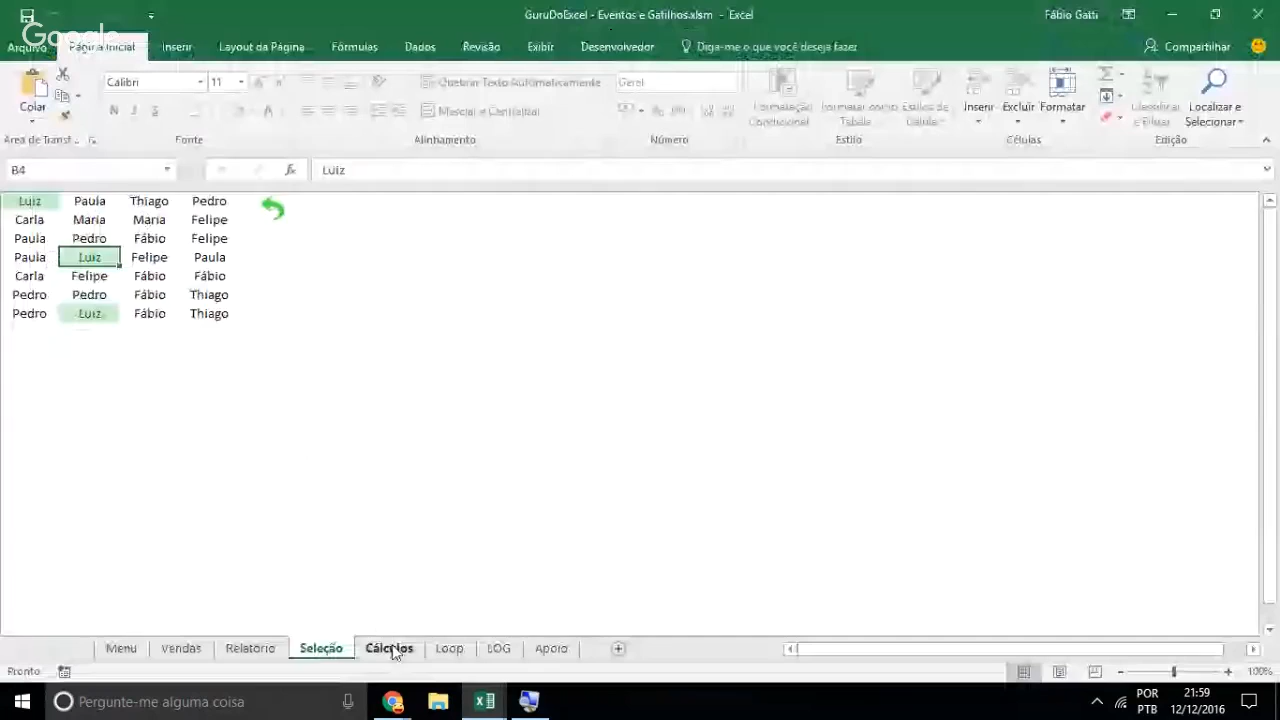 GuruDoExcel - Eventos e Gatilhos.xlsm - Excel
Fábio Gatti
Google
Arquivo Página Inicial Inserir Layout da Página Fórmulas Dados Revisão Exibir Desenvolvedor Diga-me o que você deseja fazer Compartilhar
Calibri 11 Quebrar Texto Automaticamente Geral
Colar Inserir Excluir Formatar Localizar e
N I S Mesclar e Centralizar Formatação Formatar como Estilos de Classificar
Condicional Tabela Célula e Filtrar Selecionar
Área de Transf... Fonte Alinhamento Número Estilo Células Edição
B4 fx Luiz
Luiz Paula Thiago Pedro
Carla Maria Maria Felipe
Paula Pedro Fábio Felipe
Paula Luiz Felipe Paula
Carla Felipe Fábio Fábio
Pedro Pedro Fábio Thiago
Pedro Luiz Fábio Thiago
Menu Vendas Relatório Seleção Cálculos Loop LOG Apoio
Pronto 100%
Pergunte-me alguma coisa
POR 21:59
PTB 12/12/2016